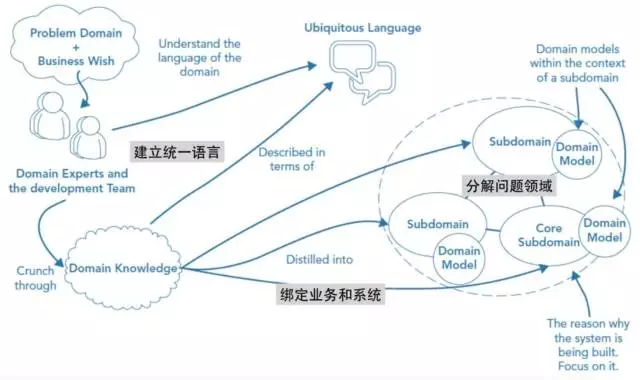 Problem Domain
+
Business Wish
Understand the
language of the
domain
Ubiquitous Language
Domain models
within the context
of a subdomain
Domain Experts and
the development Team
建立统一语言
Described in
terms of
Subdomain
Domain
Model
分解问题领域
Subdomain
Domain
Model
Core
Subdomain
Domain
Model
Crunch
through
Domain Knowledge
Distilled into
绑定业务和系统
The reason why
the system is
being built.
Focus on it.